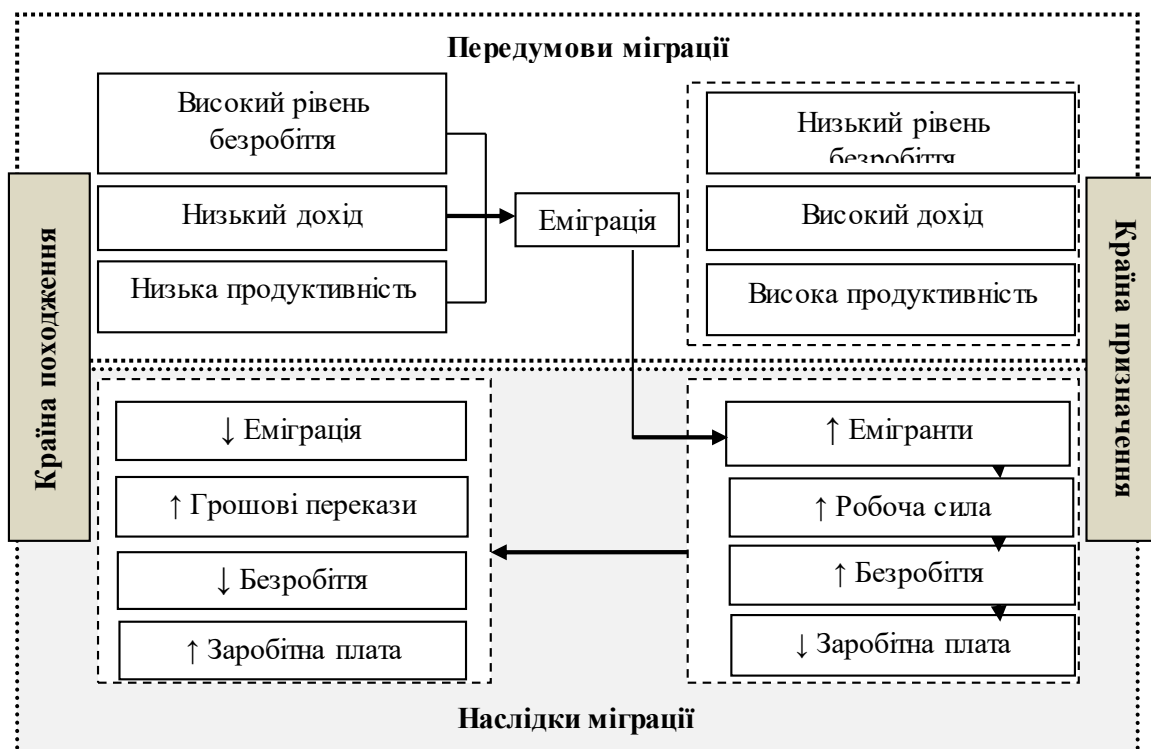 Передумови міграції
Високий рівень
безробіття
Низький дохід
Низька продуктивність
Еміграція
Низький рівень
безробіття
Високий дохід
Висока продуктивність
Країна походження
Країна призначення
↓ Еміграція
↑ Грошові перекази
↓ Безробіття
↑ Заробітна плата
↑ Емігранти
↑ Робоча сила
↑ Безробіття
↓ Заробітна плата
Наслідки міграції